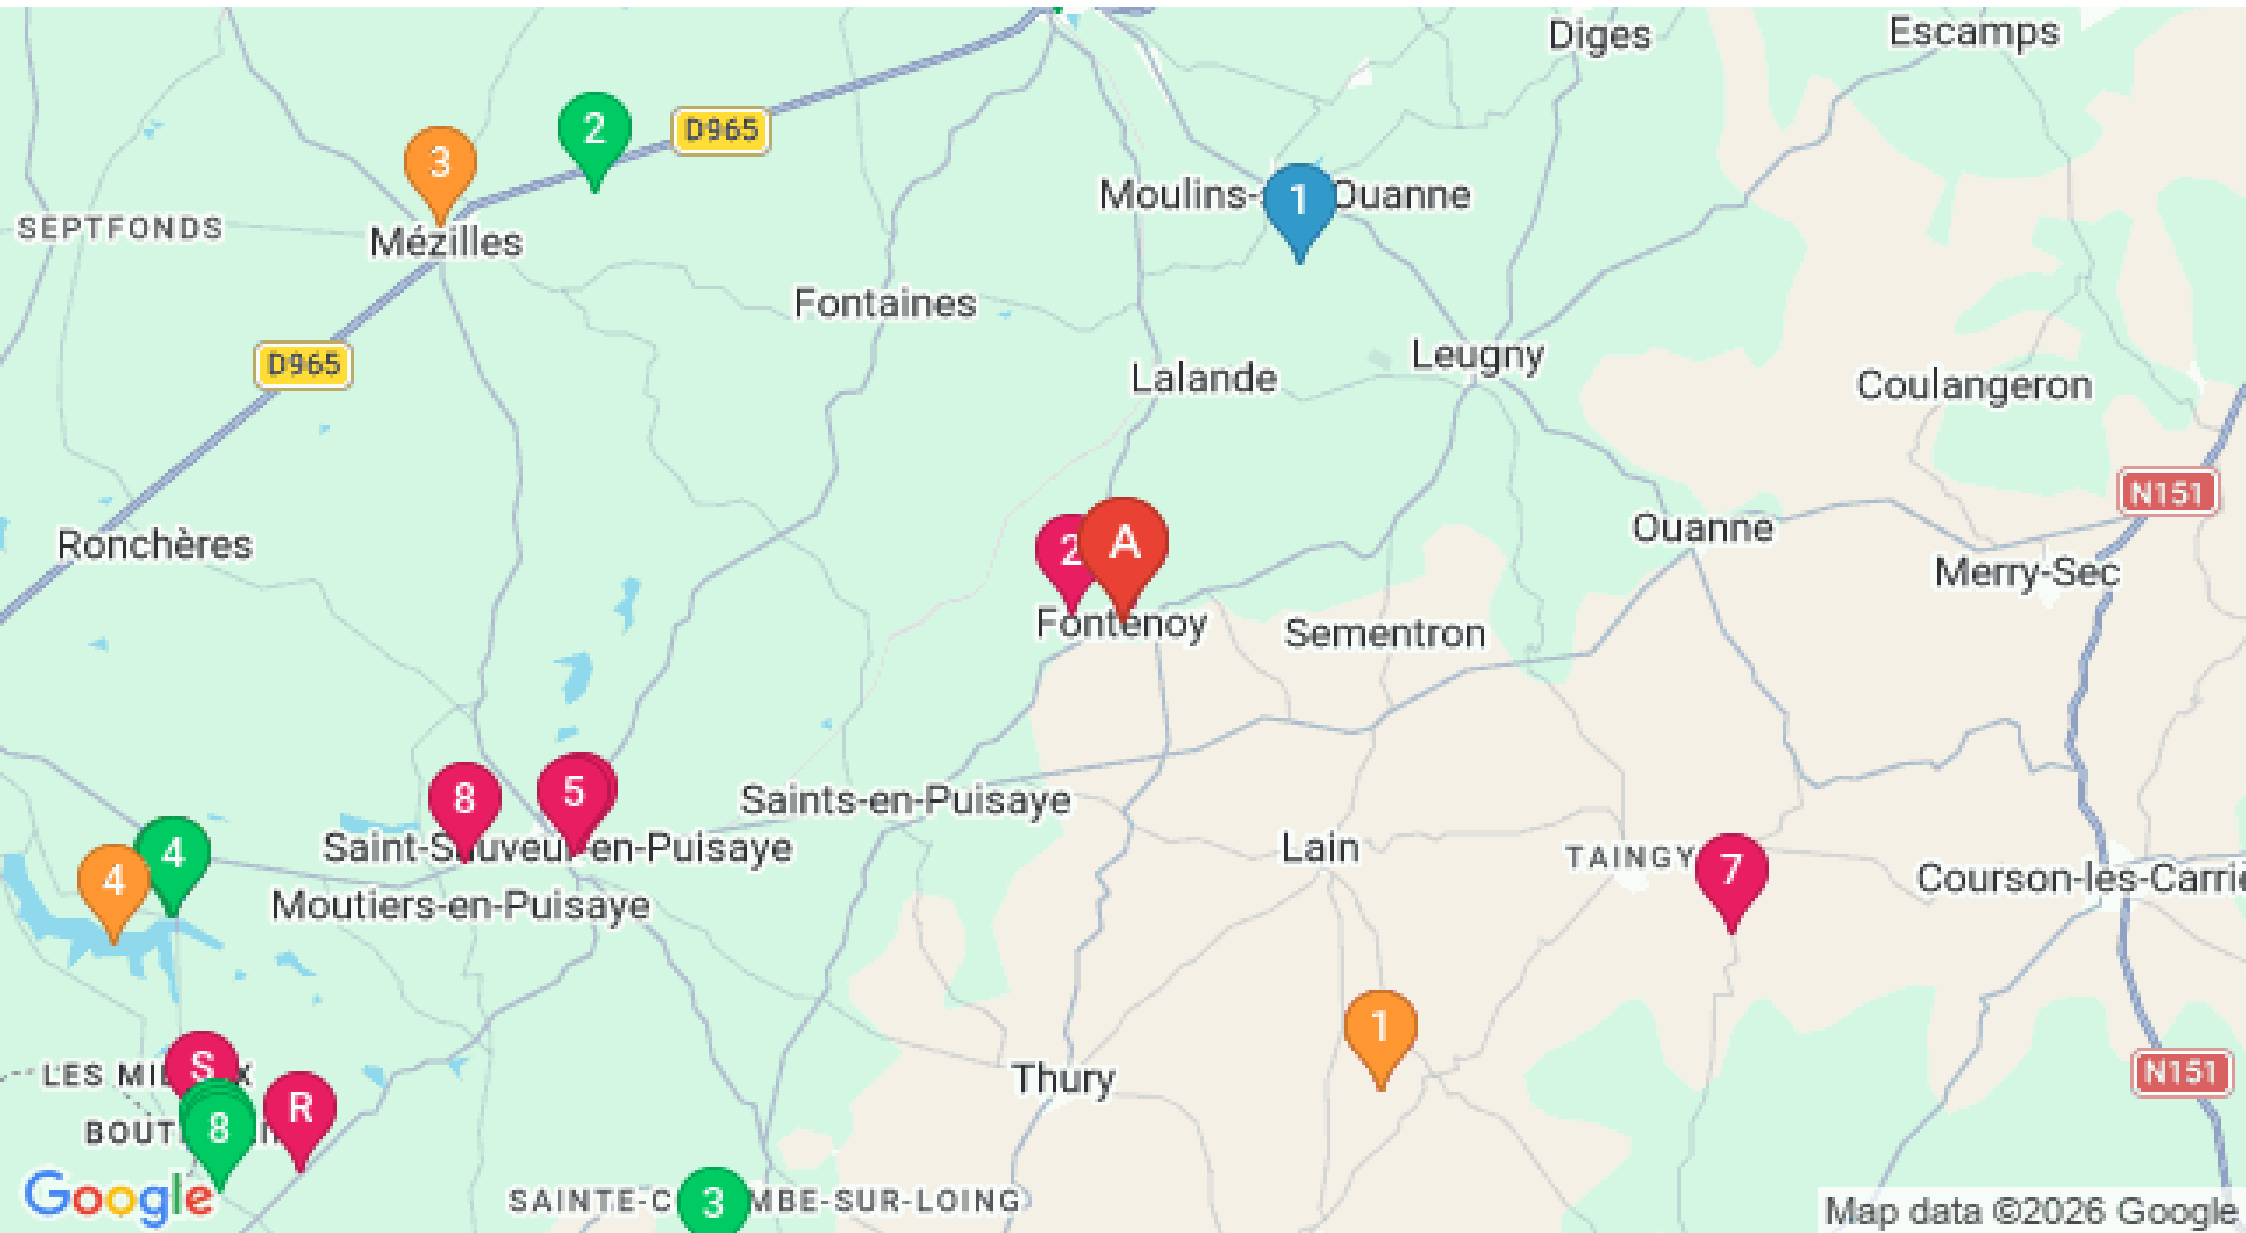 Diges
Escamps
2
D965
3
Moulins-
1
Ouanne
SEPTFONDS
Mézilles
Fontaines
D965
Lalande
Leugny
Coulangeron
N151
Ronchères
2
A
Ouanne
Merry-Sec
Fontenoy
Sementron
8
5
Saints-en-Puisaye
Saint-Sauveur-en-Puisaye
Lain
4
4
TAINGY
7
Courson-les-Carriè
Moutiers-en-Puisaye
1
S
LES MI
X
Thury
N151
R
8
BOUT
Google
SAINTE-C
3
MBE-SUR-LOING
Map data ©2026 Google